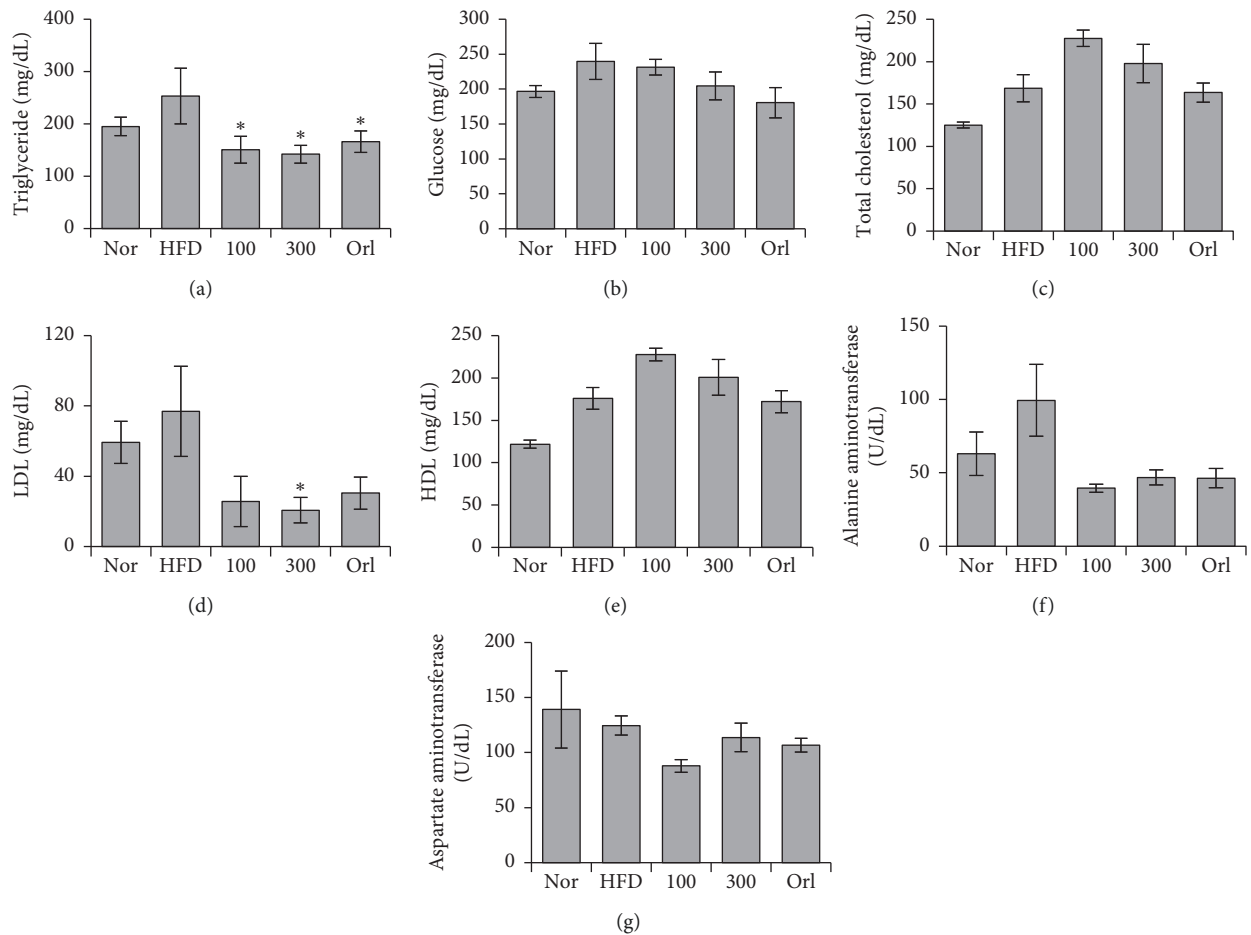 Triglyceride (mg/dL)
400
300
200
100
0
*
*
*
Nor HFD 100 300 Orl
(a)
Glucose (mg/dL)
300
250
200
150
100
50
0
Nor HFD 100 300 Orl
(b)
Total cholesterol (mg/dL)
250
200
150
100
50
0
Nor HFD 100 300 Orl
(c)
LDL (mg/dL)
120
80
40
0
*
Nor HFD 100 300 Orl
(d)
HDL (mg/dL)
250
200
150
100
50
0
Nor HFD 100 300 Orl
(e)
Alanine aminotransferase
(U/dL)
150
100
50
0
Nor HFD 100 300 Orl
(f)
Aspartate aminotransferase
(U/dL)
200
150
100
50
0
Nor HFD 100 300 Orl
(g)